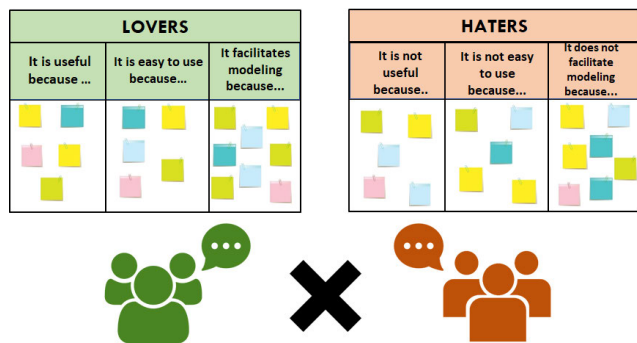 LOVERS
It is useful
because ...
It is easy to use
because...
It facilitates
modeling
because...
HATERS
It is not
useful
because..
It is not easy
to use
because...
It does not
facilitate modeling
because...